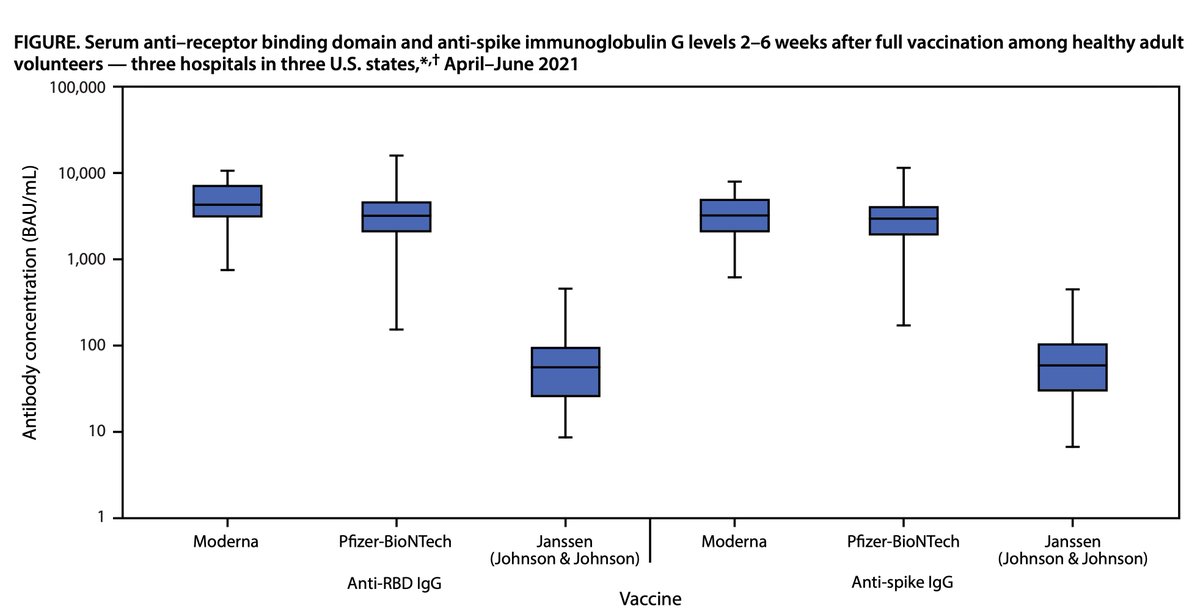 FIGURE. Serum anti–receptor binding domain and anti-spike immunoglobulin G levels 2–6 weeks after full vaccination among healthy adult
volunteers — three hospitals in three U.S. states,*,† April–June 2021
Antibody concentration (BAU/mL)
100,000
10,000
1,000
100
10
1
Moderna
Pfizer-BioNTech
Janssen
(Johnson & Johnson)
Moderna
Pfizer-BioNTech
Janssen
(Johnson & Johnson)
Anti-RBD IgG
Anti-spike IgG
Vaccine